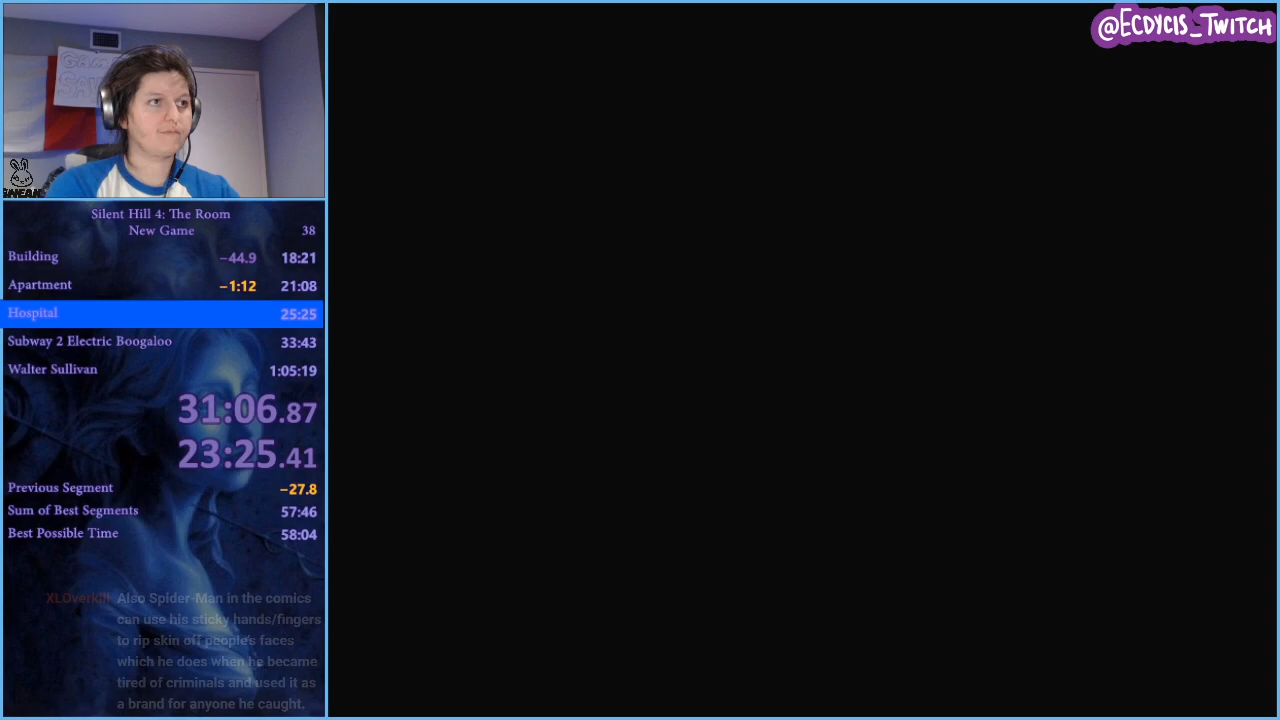 @ECDYCIS_TWITCH
Silent Hill 4: The Room
New Game 38
Building −44.9 18:21
Apartment −1:12 21:08
Hospital 25:25
Subway 2 Electric Boogaloo 33:43
Walter Sullivan 1:05:19
31:06.87
23:25.41
Previous Segment −27.8
Sum of Best Segments 57:46
Best Possible Time 58:04
XLOverkill Also Spider-Man in the comics
can use his sticky hands/fingers
to rip skin off people's faces
which he does when he became
tired of criminals and used it as
a brand for anyone he caught.